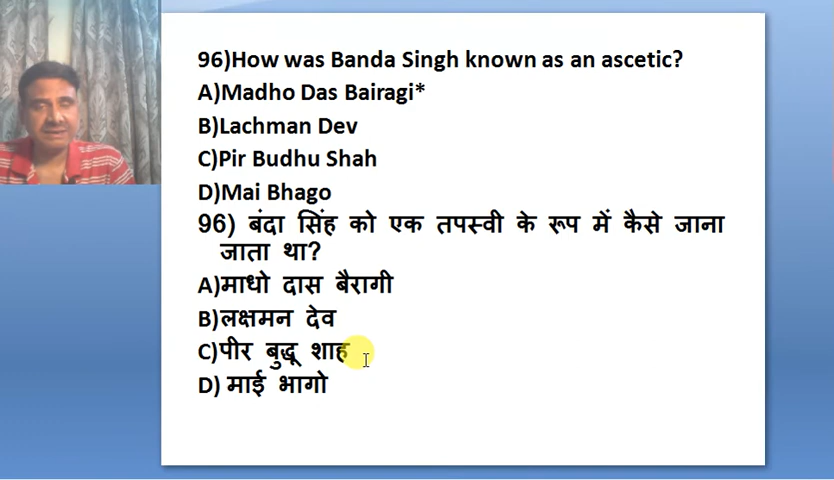 96)How was Banda Singh known as an ascetic?
A)Madho Das Bairagi*
B)Lachman Dev
C)Pir Budhu Shah
D)Mai Bhago
96) बंदा सिंह को एक तपस्वी के रूप में कैसे जाना
जाता था?
A)माधो दास बैरागी
B)लक्षमन देव
C)पीर बुद्धू शाह
D) माई भागो